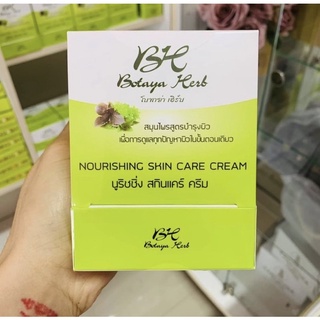 BH
Botaya Herb
โบทาย่า เฮิร์บ
สมุนไพรสูตรบำรุงผิว
เพื่อการดูแลทุกปัญหาผิวในขั้นตอนเดียว
NOURISHING SKIN CARE CREAM
นูริชชิ่ง สกินแคร์ ครีม
BH
Botaya Herb